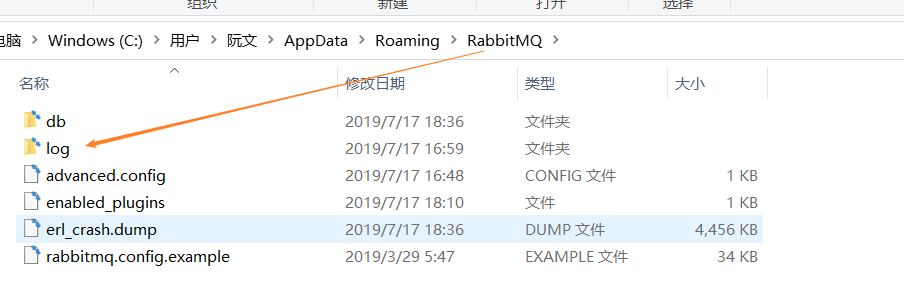 组织 新建 打开 选择
电脑 > Windows (C:) > 用户 > 阮文 > AppData > Roaming > RabbitMQ >
名称 修改日期 类型 大小
db 2019/7/17 18:36 文件夹
log 2019/7/17 16:59 文件夹
advanced.config 2019/7/17 16:48 CONFIG 文件 1 KB
enabled_plugins 2019/7/17 18:10 文件 1 KB
erl_crash.dump 2019/7/17 18:36 DUMP 文件 4,456 KB
rabbitmq.config.example 2019/3/29 5:47 EXAMPLE 文件 34 KB